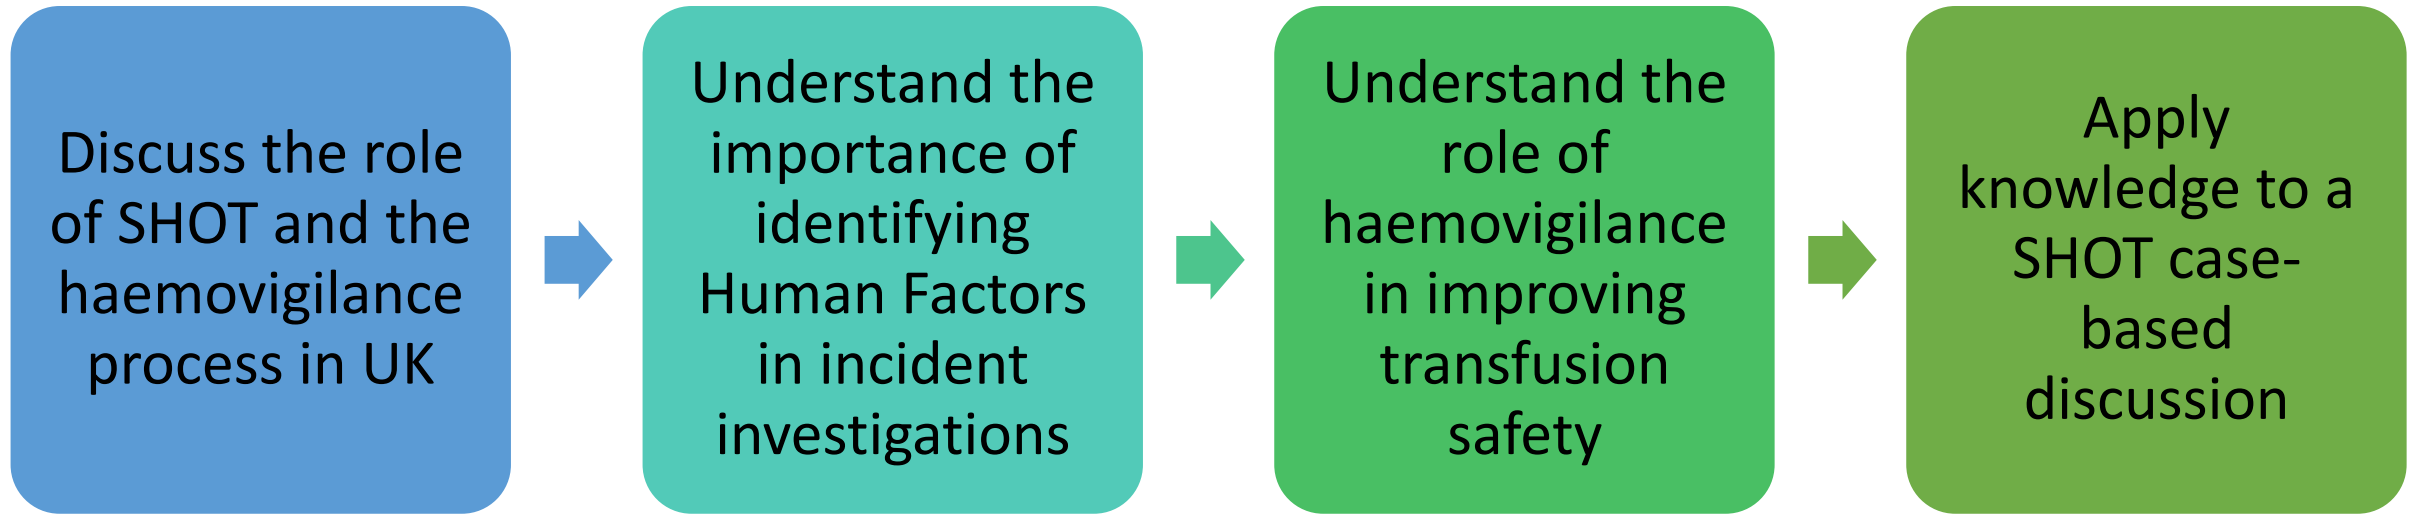 Discuss the role
of SHOT and the
haemovigilance
process in UK
Understand the
importance of
identifying
Human Factors
in incident
investigations
Understand the
role of
haemovigilance
in improving
transfusion
safety
Apply
knowledge to a
SHOT case-
based
discussion